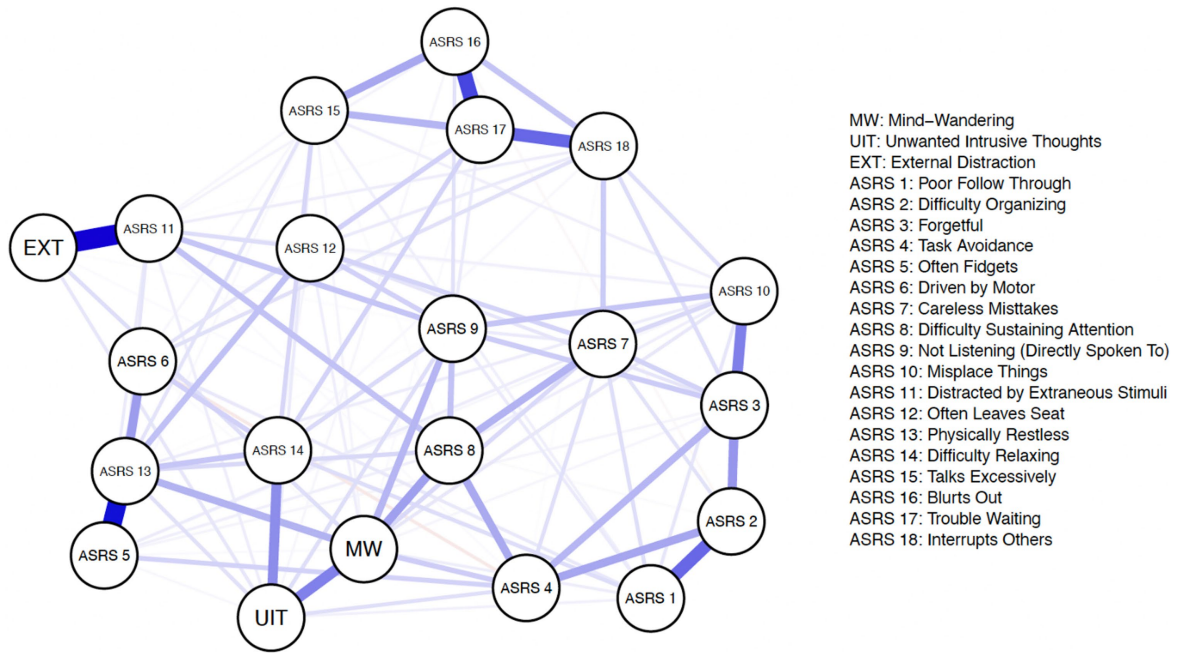 ASRS 16
ASRS 15
ASRS 17
ASRS 18
EXT
ASRS 11
ASRS 12
ASRS 10
ASRS 9
ASRS 7
ASRS 6
ASRS 3
ASRS 14
ASRS 8
ASRS 13
ASRS 2
MW
ASRS 5
ASRS 4
ASRS 1
UIT
MW: Mind−Wandering
UIT: Unwanted Intrusive Thoughts
EXT: External Distraction
ASRS 1: Poor Follow Through
ASRS 2: Difficulty Organizing
ASRS 3: Forgetful
ASRS 4: Task Avoidance
ASRS 5: Often Fidgets
ASRS 6: Driven by Motor
ASRS 7: Careless Misttakes
ASRS 8: Difficulty Sustaining Attention
ASRS 9: Not Listening (Directly Spoken To)
ASRS 10: Misplace Things
ASRS 11: Distracted by Extraneous Stimuli
ASRS 12: Often Leaves Seat
ASRS 13: Physically Restless
ASRS 14: Difficulty Relaxing
ASRS 15: Talks Excessively
ASRS 16: Blurts Out
ASRS 17: Trouble Waiting
ASRS 18: Interrupts Others